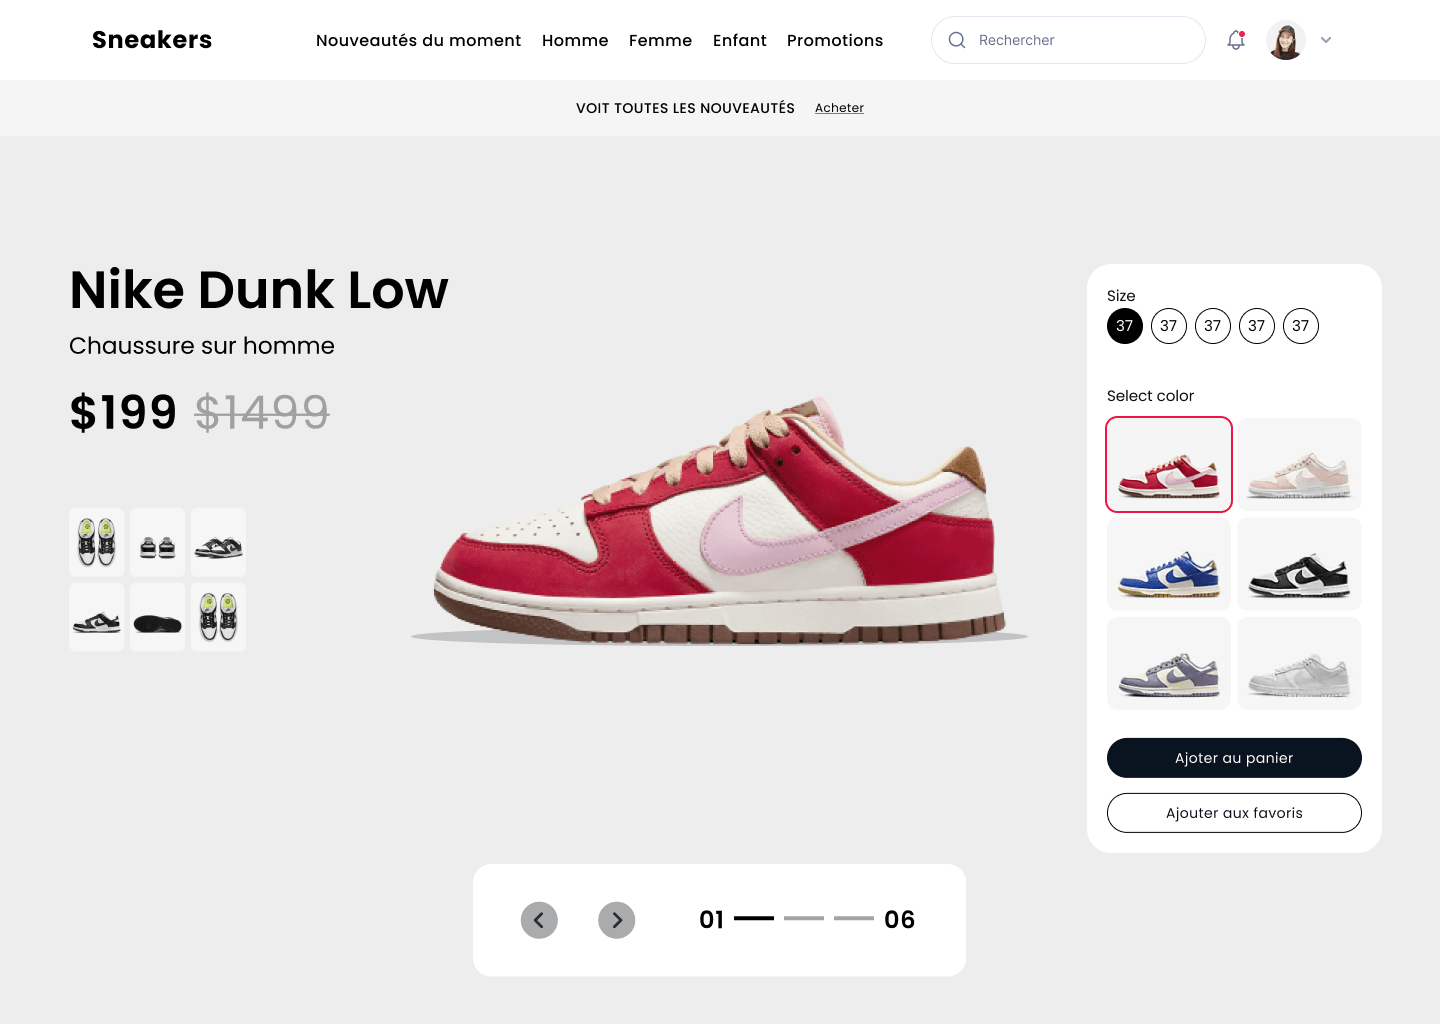 Sneakers
Nouveautés du moment Homme Femme Enfant Promotions
Rechercher
VOIT TOUTES LES NOUVEAUTÉS Acheter
Nike Dunk Low
Chaussure sur homme
$199 $1499
Size
37 37 37 37 37
Select color
Ajoter au panier
Ajouter aux favoris
01 06